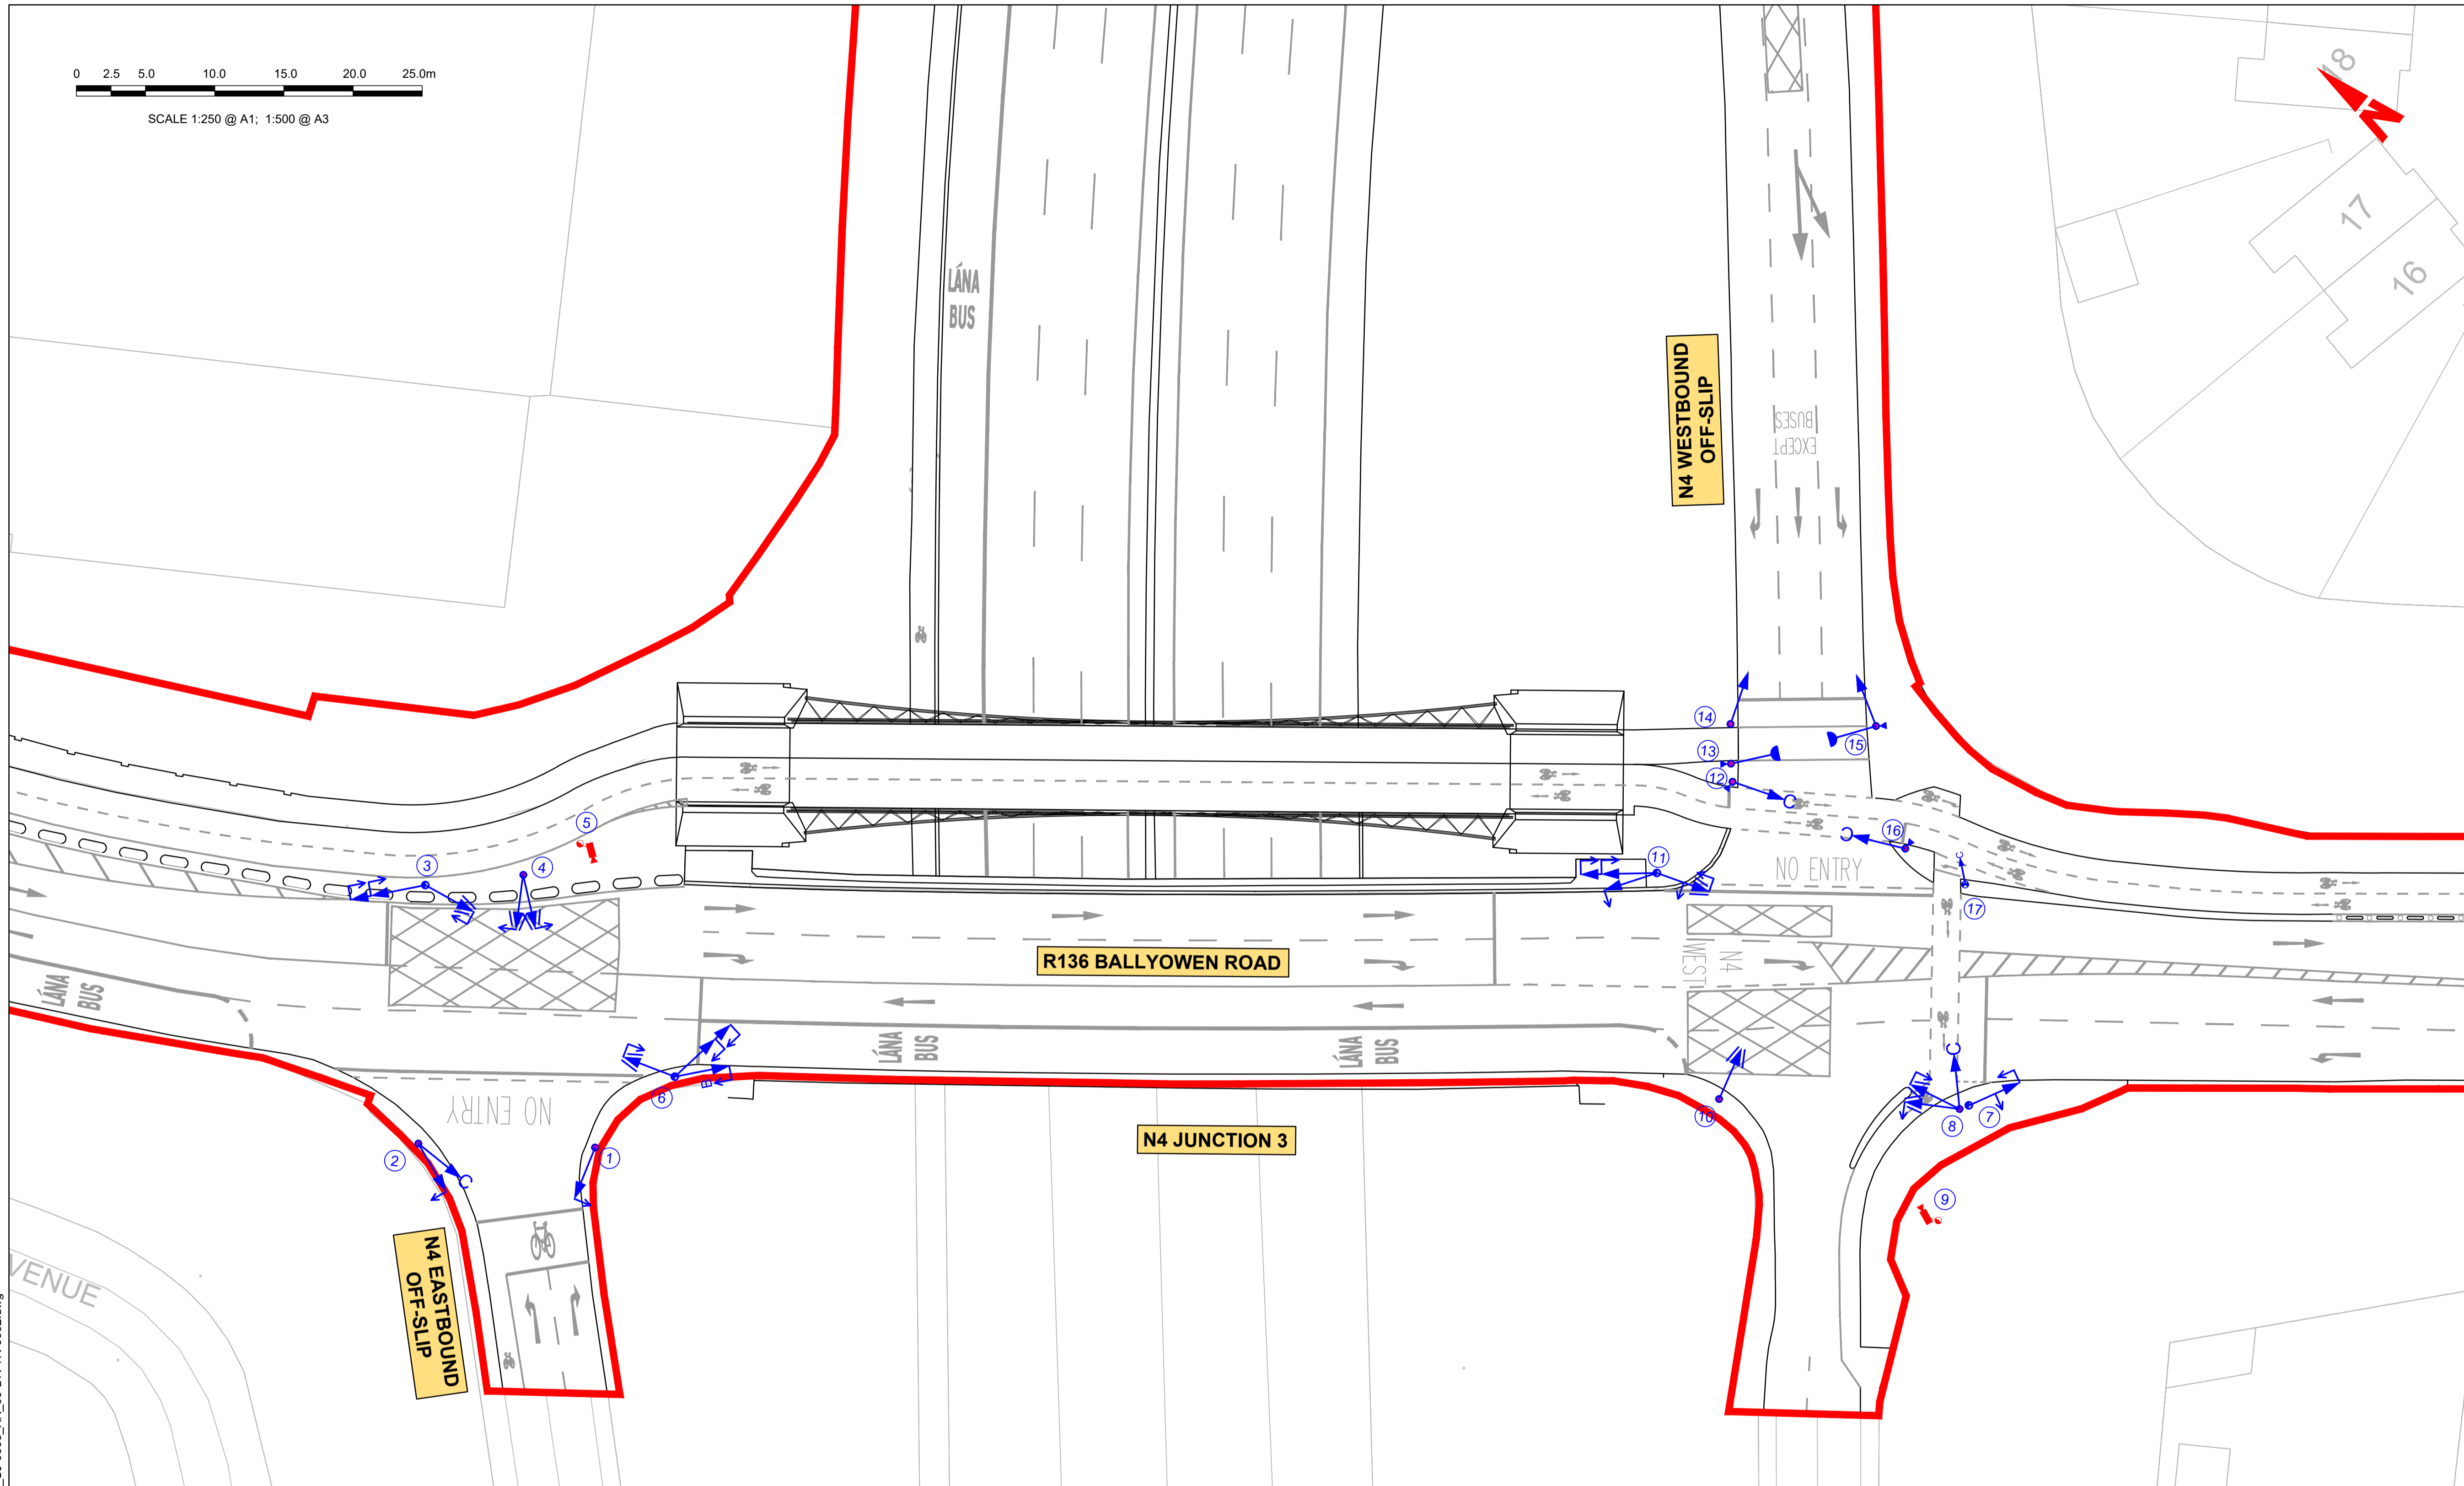 0 2.5 5.0 10.0 15.0 20.0 25.0m
SCALE 1:250 @ A1; 1:500 @ A3
N
18
17
16
LÁNA
BUS
N4 WESTBOUND
OFF-SLIP
EXCEPT
BUSES
14
13
15
12
C
C
16
C
17
NO ENTRY
5
3
4
11
R136 BALLYOWEN ROAD
N4
WEST
LÁNA
BUS
LÁNA
BUS
LÁNA
BUS
B
6
NO ENTRY
2
C
1
N4 JUNCTION 3
10
C
8
7
9
N4 EASTBOUND
OFF-SLIP
VENUE